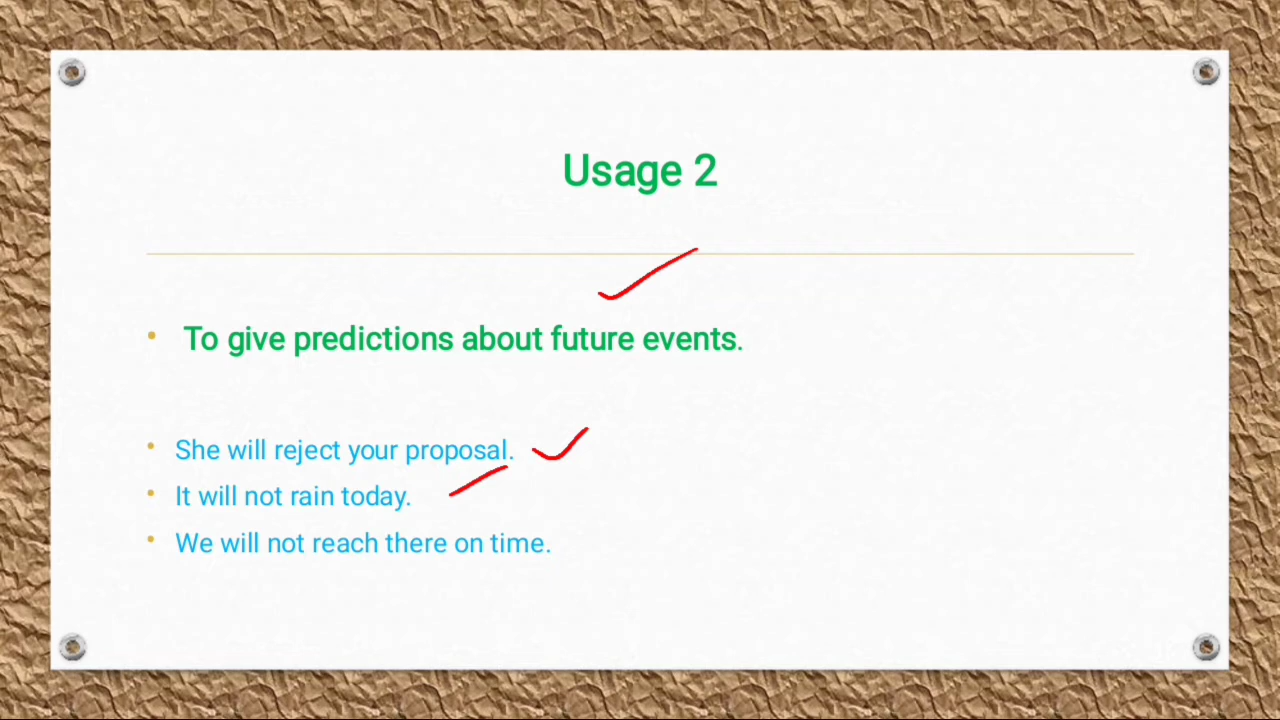 Usage 2
To give predictions about future events.
She will reject your proposal.
It will not rain today.
We will not reach there on time.